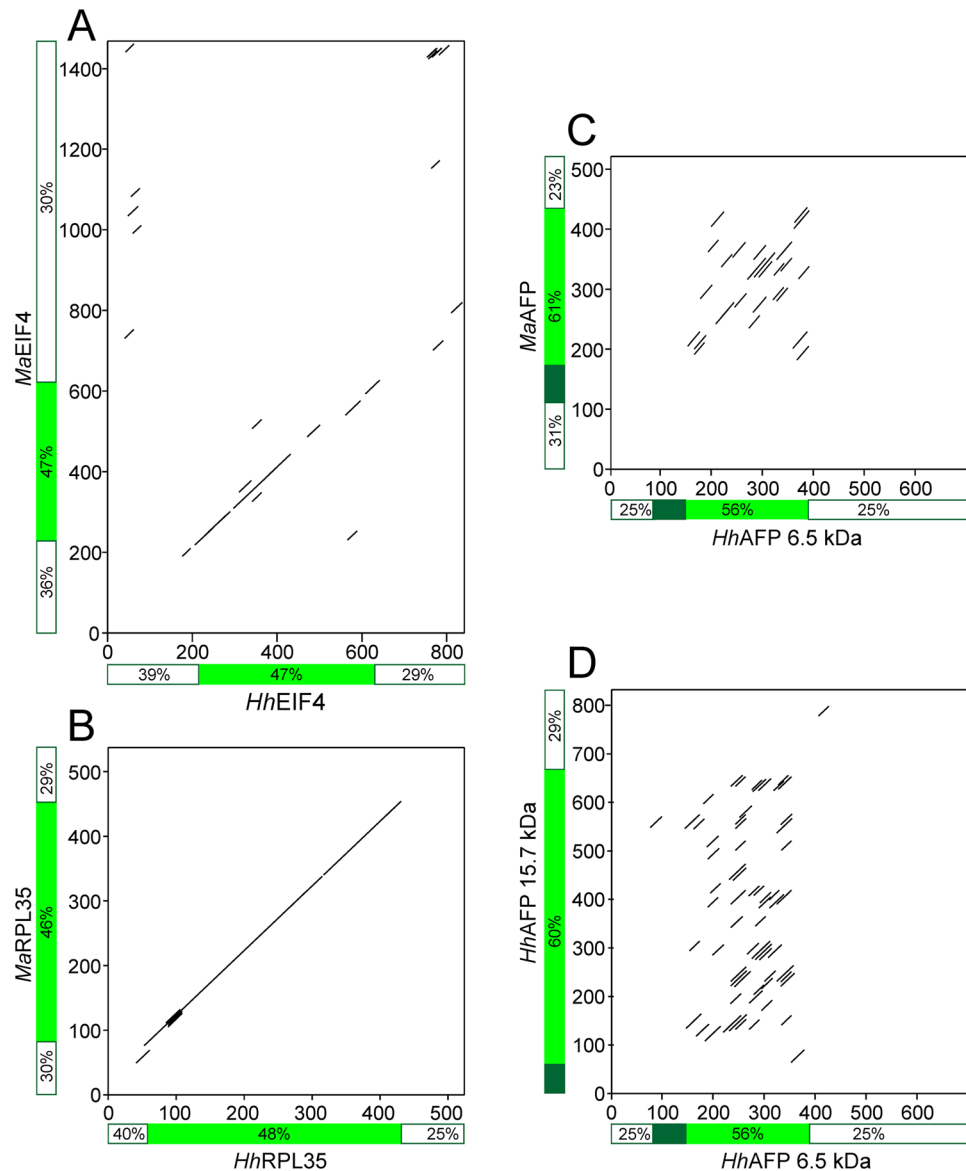 A
1400
1200
1000
800
600
400
200
0
30%
47%
36%
MaEIF4
0 200 400 600 800
39% 47% 29%
HhEIF4
B
500
400
300
200
100
0
29%
46%
30%
MaRPL35
0 100 200 300 400 500
40% 48% 25%
HhRPL35
C
500
400
300
200
100
0
23%
61%
31%
MaAFP
0 100 200 300 400 500 600
25% 56% 25%
HhAFP 6.5 kDa
D
800
700
600
500
400
300
200
100
0
29%
60%
HhAFP 15.7 kDa
0 100 200 300 400 500 600
25% 56% 25%
HhAFP 6.5 kDa